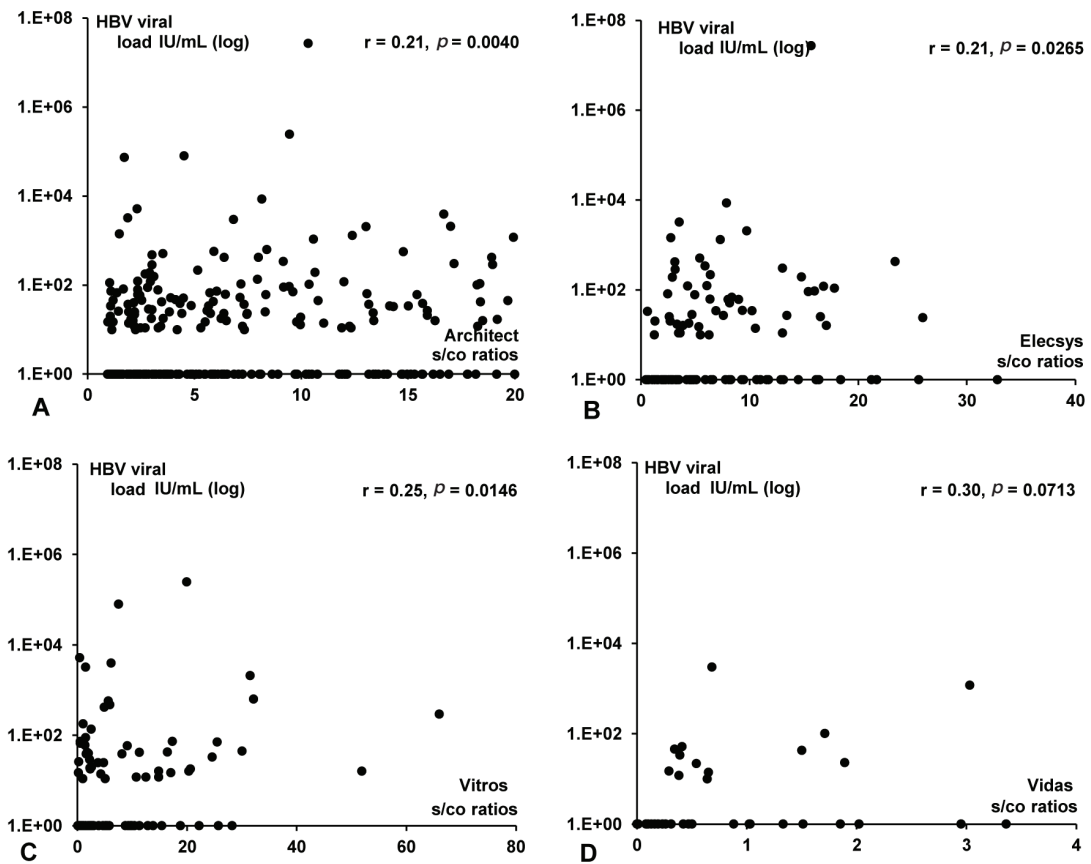 HBV viral
load IU/mL (log)
r = 0.21, p = 0.0040
1.E+08
1.E+06
1.E+04
1.E+02
1.E+00
0
5
10
15
20
Architect
s/co ratios
A
HBV viral
load IU/mL (log)
r = 0.21, p = 0.0265
1.E+08
1.E+06
1.E+04
1.E+02
1.E+00
0
10
20
30
40
Elecsys
s/co ratios
B
HBV viral
load IU/mL (log)
r = 0.25, p = 0.0146
1.E+08
1.E+06
1.E+04
1.E+02
1.E+00
0
20
40
60
80
Vitros
s/co ratios
C
HBV viral
load IU/mL (log)
r = 0.30, p = 0.0713
1.E+08
1.E+06
1.E+04
1.E+02
1.E+00
0
1
2
3
4
Vidas
s/co ratios
D